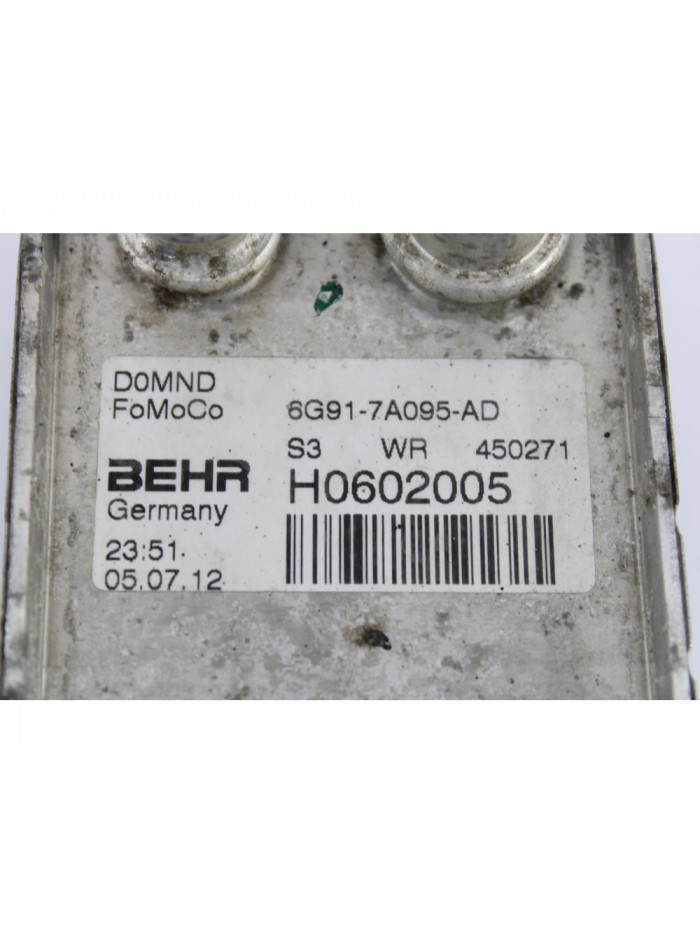 D0MND
FoMoCo 6G91-7A095-AD
S3 WR 450271
BEHR H0602005
Germany
23:51
05.07.12